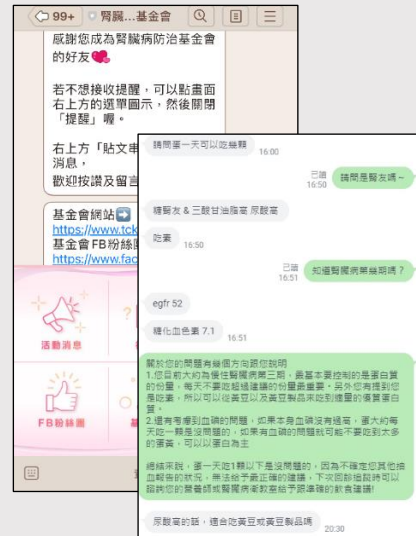 99+
腎臟...基金會
感謝您成為腎臟病防治基金會
的好友
若不想接收提醒，可以點畫面
右上方的選單圖示，然後關閉
「提醒」喔。
右上方「貼文串
消息，
歡迎按讚及留言
基金會網站
https://www.tck
基金會FB粉絲團
https://www.fac
活動消息
FB粉絲團
請問蛋一天可以吃幾顆
16:00
已讀
16:50
請問是腎友嗎~
糖腎友 & 三酸甘油脂高 尿酸高
吃素
16:50
已讀
16:51
知道腎臟病第幾期嗎？
egfr 52
糖化血色素 7.1
16:51
關於您的問題有幾個方向跟您說明
1.您目前大約為慢性腎臟病第三期，最基本要控制的是蛋白質
的份量，每天不要吃超過建議的份量最重要。另外您有提到您
是吃素，所以可以從黃豆以及黃豆製品來吃到適量的優質蛋白
質。
2.還有考慮到血磷的問題，如果本身血磷沒有過高，蛋大約每
天吃一顆是沒問題的，如果有血磷的問題就可能不要吃到太多
的蛋黃，可以以蛋白為主
總結來說，蛋一天吃1顆以下是沒問題的，因為不確定您其他抽
血報告的狀況，無法給予最正確的建議，下次回診追蹤時可以
諮詢您的營養師或腎臟病衛教室給予跟準確的飲食建議!
尿酸高的話，適合吃黃豆或黃豆製品嗎
20:30